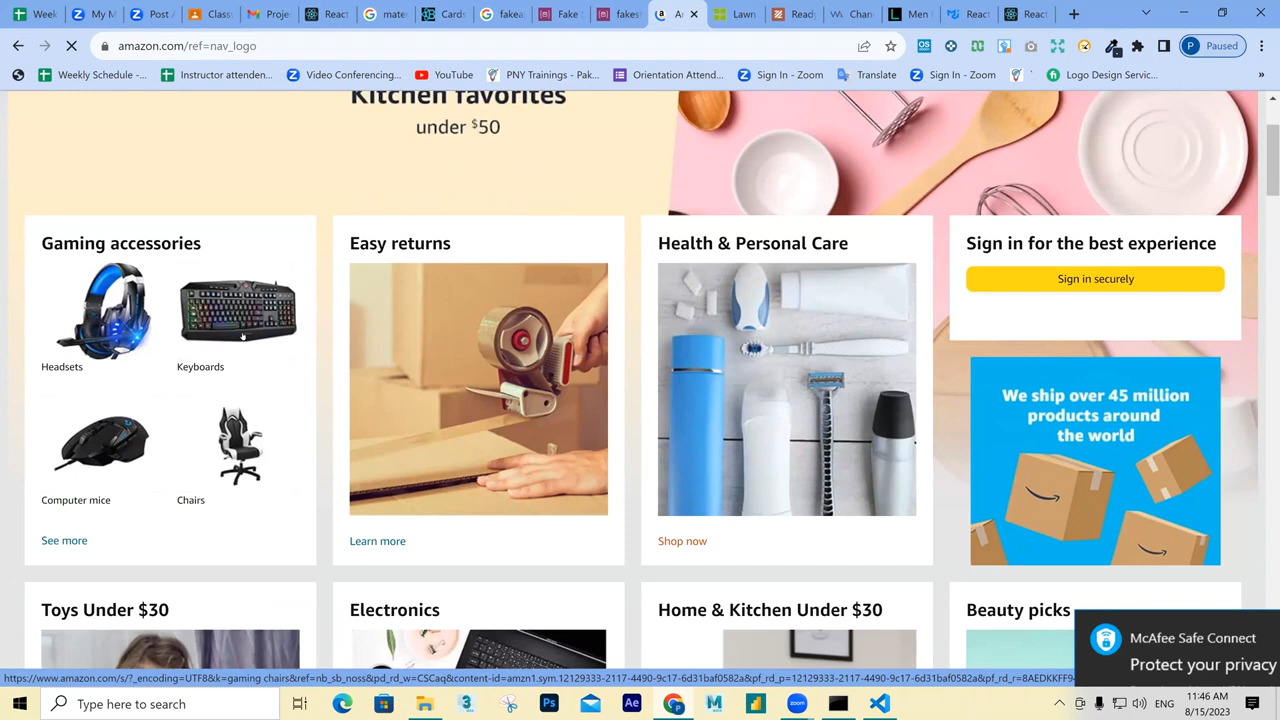 Week
My M
Post /
Class
Proje
React
mate
Cards
fakea
Fake
fakes
A
Lawn
Read
Chan
Men
React
React
amazon.com/ref=nav_logo
P Paused
Weekly Schedule -...
Instructor attenden...
Video Conferencing...
YouTube
PNY Trainings - Pak...
Orientation Attend...
Sign In - Zoom
Translate
Sign In - Zoom
Logo Design Servic...
»
Kitchen favorites
under $50
Gaming accessories
Headsets
Keyboards
Computer mice
Chairs
See more
Easy returns
Learn more
Health & Personal Care
Shop now
Sign in for the best experience
Sign in securely
We ship over 45 million
products around
the world
Toys Under $30
Electronics
Home & Kitchen Under $30
Beauty picks
McAfee Safe Connect
Protect your privacy
https://www.amazon.com/s/?_encoding=UTF8&k=gaming chairs&ref=nb_sb_noss&pd_rd_w=CSCaq&content-id=amzn1.sym.12129333-2117-4490-9c17-6d31baf0582a&pf_rd_p=12129333-2117-4490-9c17-6d31baf0582a&pf_rd_r=8AEDKKFF9
Type here to search
ENG
11:46 AM
8/15/2023